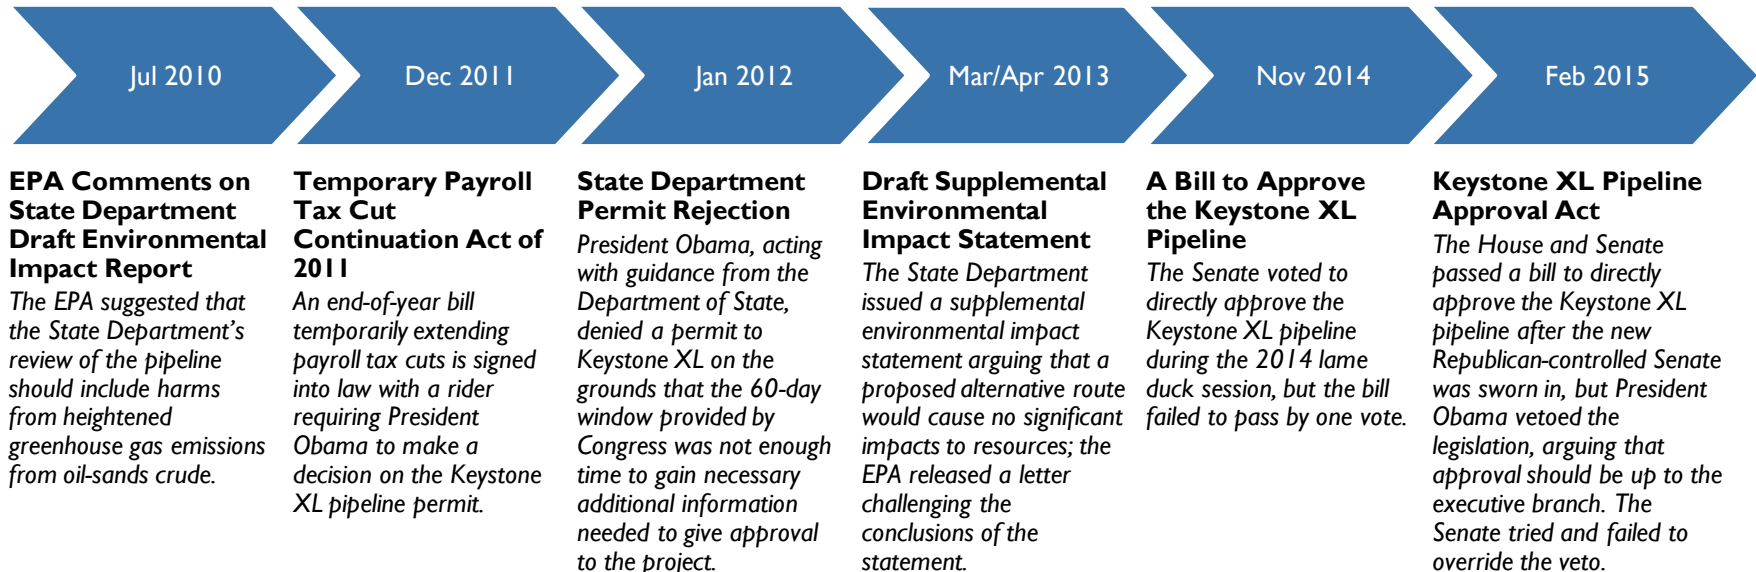 Jul 2010
Dec 2011
Jan 2012
Mar/Apr 2013
Nov 2014
Feb 2015
EPA Comments on
State Department
Draft Environmental
Impact Report
The EPA suggested that
the State Department’s
review of the pipeline
should include harms
from heightened
greenhouse gas emissions
from oil-sands crude.
Temporary Payroll
Tax Cut
Continuation Act of
2011
An end-of-year bill
temporarily extending
payroll tax cuts is signed
into law with a rider
requiring President
Obama to make a
decision on the Keystone
XL pipeline permit.
State Department
Permit Rejection
President Obama, acting
with guidance from the
Department of State,
denied a permit to
Keystone XL on the
grounds that the 60-day
window provided by
Congress was not enough
time to gain necessary
additional information
needed to give approval
to the project.
Draft Supplemental
Environmental
Impact Statement
The State Department
issued a supplemental
environmental impact
statement arguing that a
proposed alternative route
would cause no significant
impacts to resources; the
EPA released a letter
challenging the
conclusions of the
statement.
A Bill to Approve
the Keystone XL
Pipeline
The Senate voted to
directly approve the
Keystone XL pipeline
during the 2014 lame
duck session, but the bill
failed to pass by one vote.
Keystone XL Pipeline
Approval Act
The House and Senate
passed a bill to directly
approve the Keystone XL
pipeline after the new
Republican-controlled Senate
was sworn in, but President
Obama vetoed the
legislation, arguing that
approval should be up to the
executive branch. The
Senate tried and failed to
override the veto.